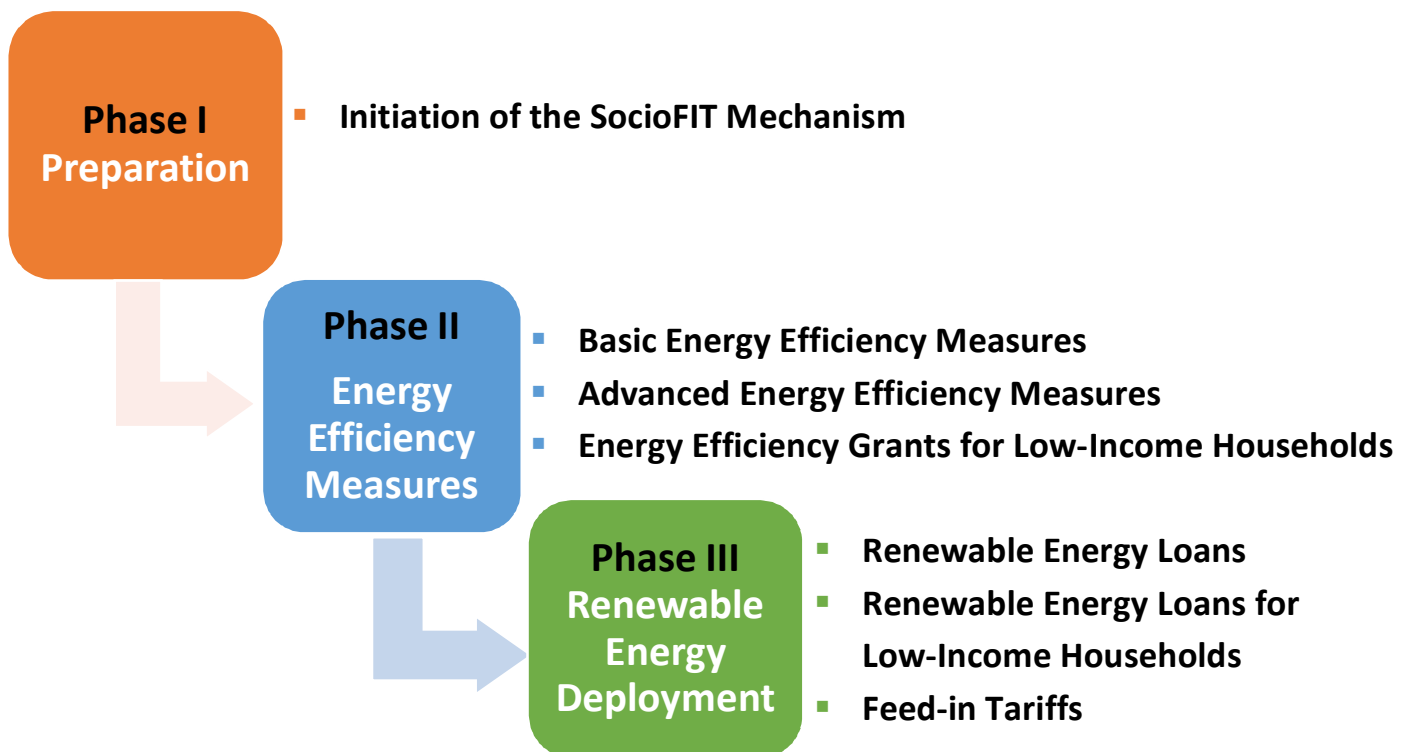 Phase I
Preparation
▪ Initiation of the SocioFIT Mechanism
Phase II
Energy
Efficiency
Measures
▪ Basic Energy Efficiency Measures
▪ Advanced Energy Efficiency Measures
▪ Energy Efficiency Grants for Low-Income Households
Phase III
Renewable
Energy
Deployment
▪ Renewable Energy Loans
▪ Renewable Energy Loans for
Low-Income Households
▪ Feed-in Tariffs